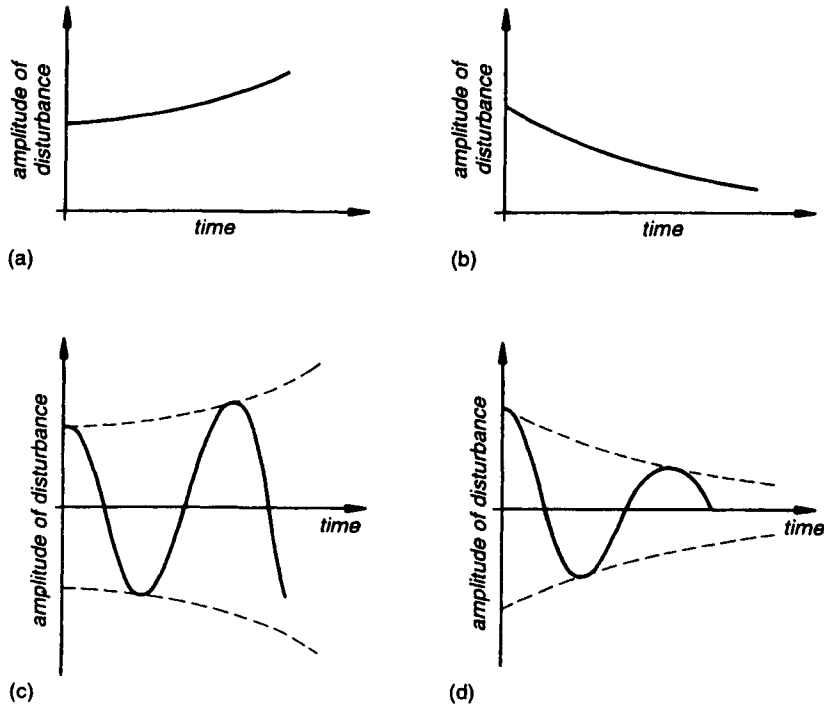 amplitude of
disturbance
time
(a)
amplitude of
disturbance
time
(b)
amplitude of disturbance
time
(c)
amplitude of disturbance
time
(d)